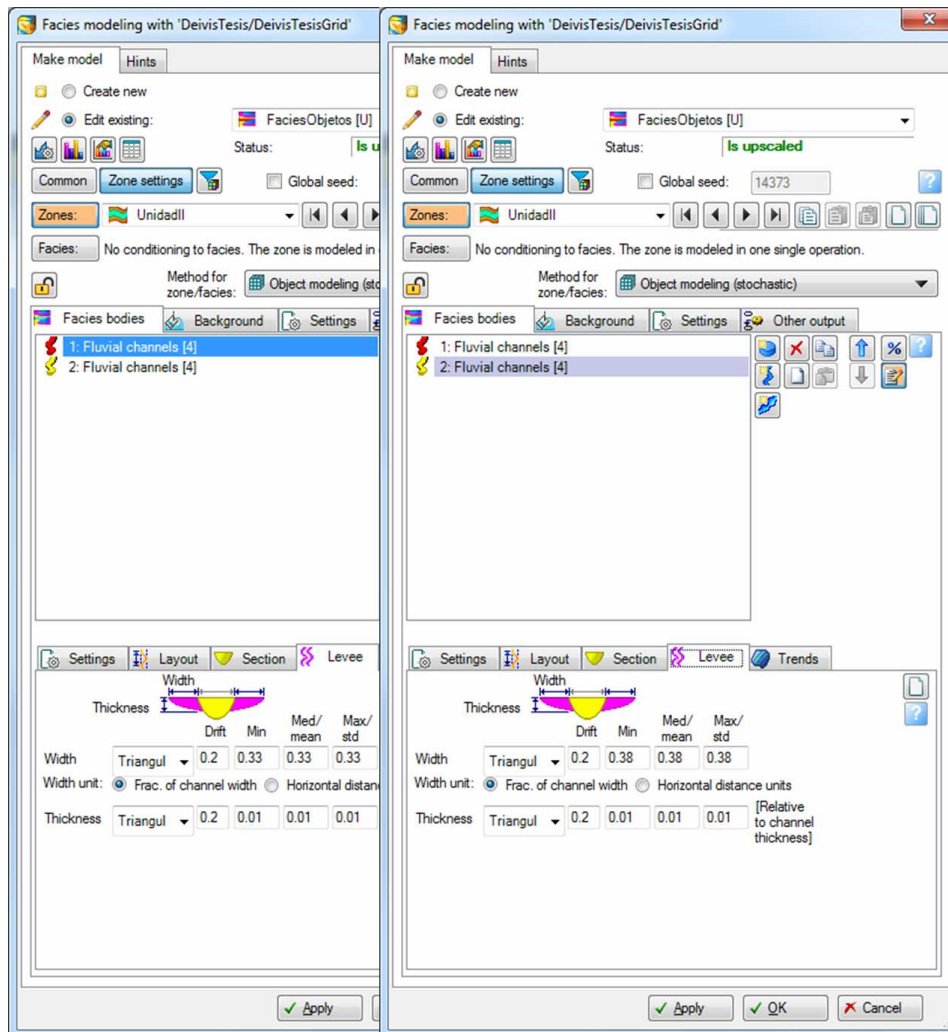 Facies modeling with 'DeivisTesis/DeivisTesisGrid'
Make model Hints
Create new
Edit existing: FaciesObjetos [U]
Status: Is u
Common Zone settings Global seed:
Zones: UnidadII
Facies: No conditioning to facies. The zone is modeled in
Method for
zone/facies: Object modeling (sto
Facies bodies Background Settings
1: Fluvial channels [4]
2: Fluvial channels [4]
Settings Layout Section Levee
Width
Thickness
Drift Min Med/ mean Max/ std
Width Triangul 0.2 0.33 0.33 0.33
Width unit: Frac. of channel width Horizontal distan
Thickness Triangul 0.2 0.01 0.01 0.01
Apply
Facies modeling with 'DeivisTesis/DeivisTesisGrid'
Make model Hints
Create new
Edit existing: FaciesObjetos [U]
Status: Is upscaled
Common Zone settings Global seed: 14373
Zones: UnidadII
Facies: No conditioning to facies. The zone is modeled in one single operation.
Method for
zone/facies: Object modeling (stochastic)
Facies bodies Background Settings Other output
1: Fluvial channels [4]
2: Fluvial channels [4]
%
?
Settings Layout Section Levee Trends
Width
Thickness
Drift Min Med/ mean Max/ std
Width Triangul 0.2 0.38 0.38 0.38
Width unit: Frac. of channel width Horizontal distance units
Thickness Triangul 0.2 0.01 0.01 0.01 [Relative
to channel
thickness]
Apply OK Cancel